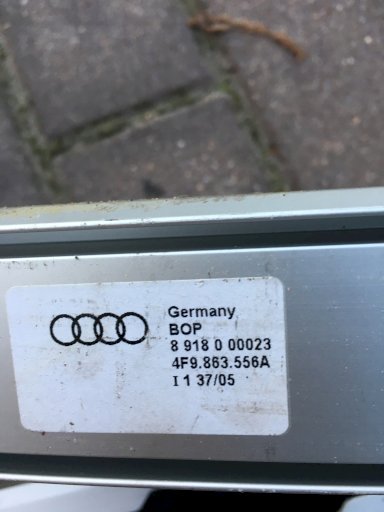 Germany
BOP
8 918 0 00023
4F9.863.556A
I 1 37/05